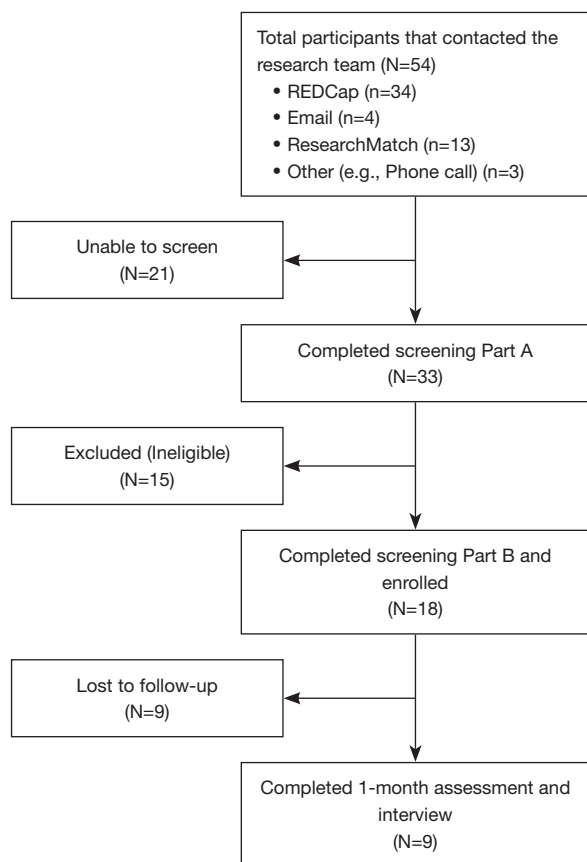 Total participants that contacted the
research team (N=54)
• REDCap (n=34)
• Email (n=4)
• ResearchMatch (n=13)
• Other (e.g., Phone call) (n=3)
Unable to screen
(N=21)
Completed screening Part A
(N=33)
Excluded (Ineligible)
(N=15)
Completed screening Part B and
enrolled
(N=18)
Lost to follow-up
(N=9)
Completed 1-month assessment and
interview
(N=9)